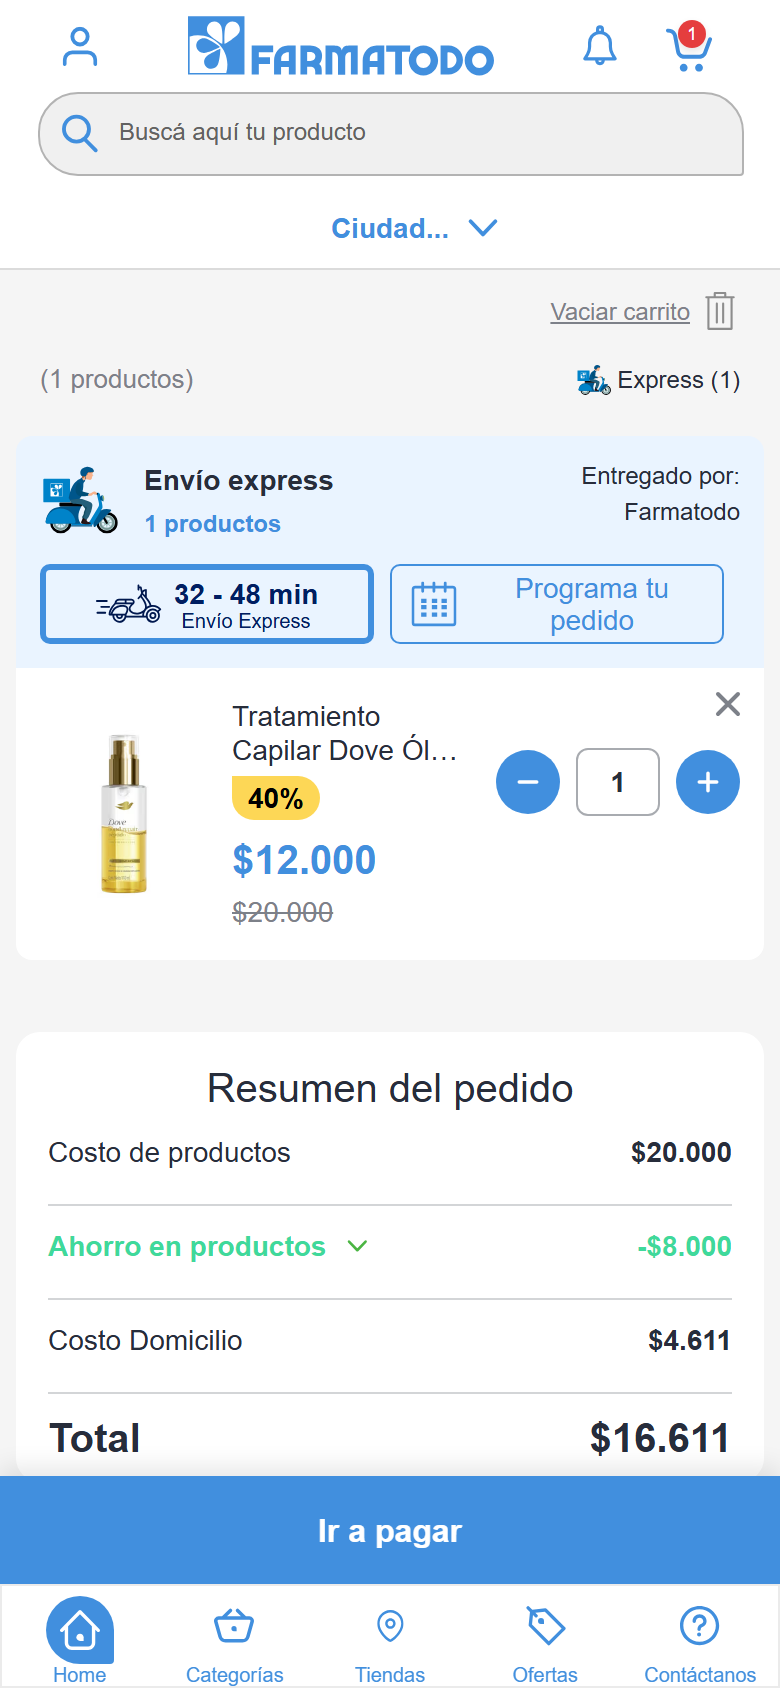 FARMATODO
1
Buscá aquí tu producto
Ciudad...
Vaciar carrito
(1 productos)
Express (1)
Envío express
1 productos
Entregado por:
Farmatodo
32 - 48 min
Envío Express
Programa tu
pedido
Tratamiento
Capilar Dove Ól…
40%
$12.000
$20.000
1
Dove
Resumen del pedido
Costo de productos
$20.000
Ahorro en productos
-$8.000
Costo Domicilio
$4.611
Total
$16.611
Ir a pagar
Home
Categorías
Tiendas
Ofertas
Contáctanos